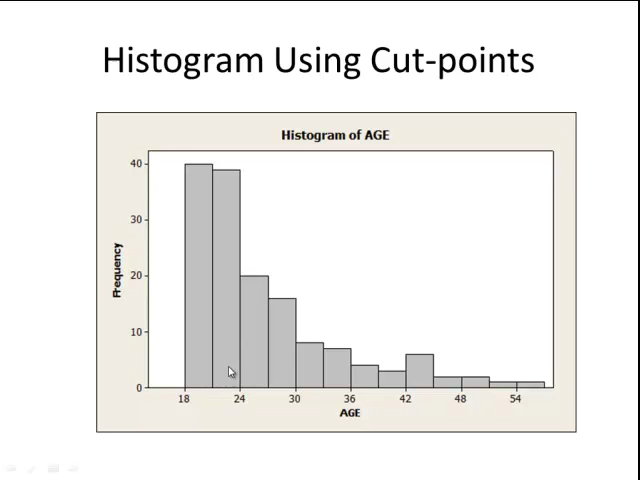 Histogram Using Cut-points
Histogram of AGE
40
30
20
10
0
Frequency
18 24 30 36 42 48 54
AGE